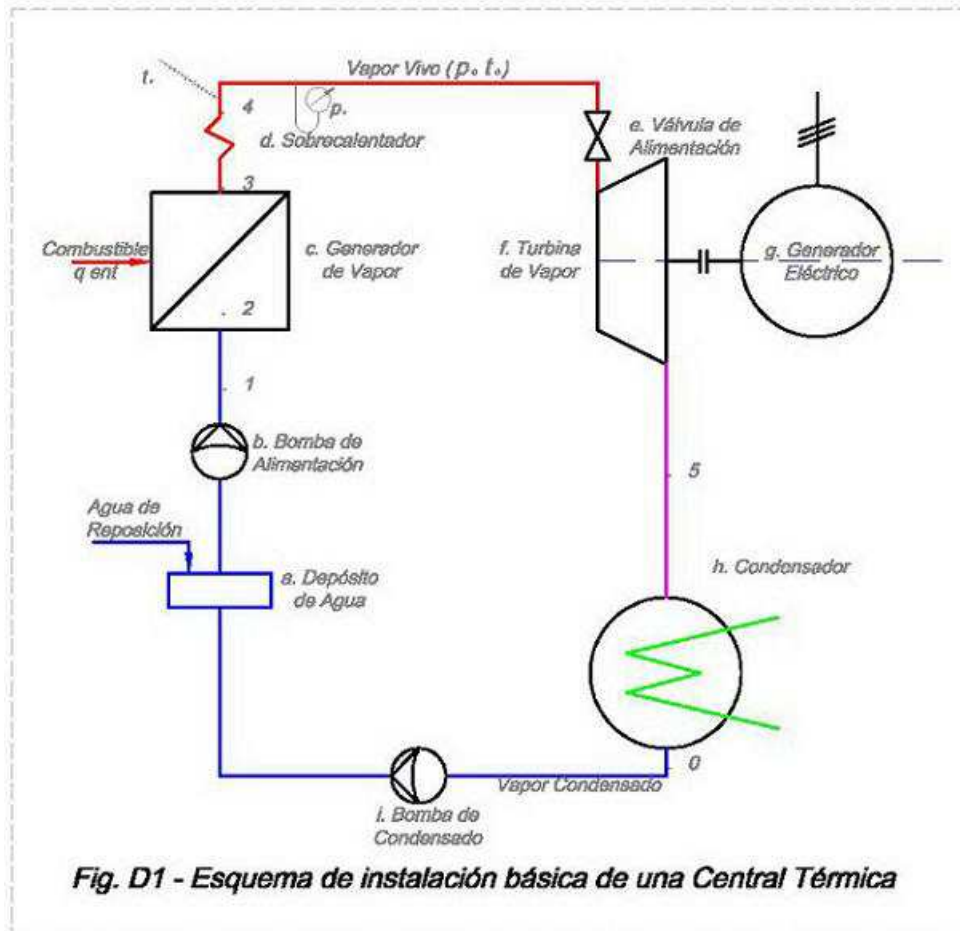 Vapor Vivo (p. t.)
t.
4
p.
d. Sobrecalentador
e. Válvula de
Alimentación
3
Combustible
q ent
c. Generador
de Vapor
f. Turbina
de Vapor
g. Generador
Eléctrico
2
1
b. Bomba de
Alimentación
5
Agua de
Reposición
a. Depósito
de Agua
h. Condensador
0
Vapor Condensado
i. Bomba de
Condensado
Fig. D1 - Esquema de instalación básica de una Central Térmica